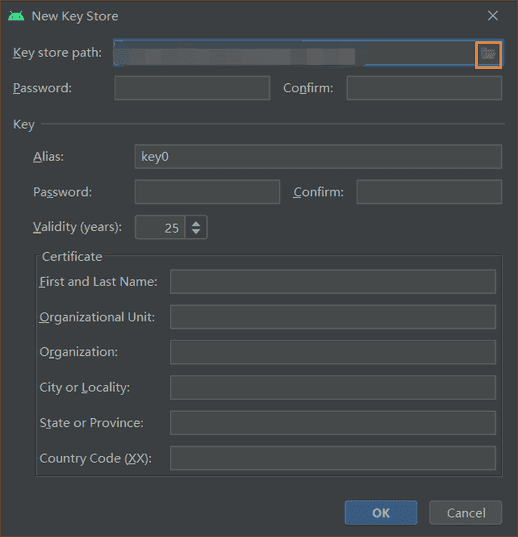 New Key Store
Key store path:
Password: Confirm:
Key
Alias: key0
Password: Confirm:
Validity (years): 25
Certificate
First and Last Name:
Organizational Unit:
Organization:
City or Locality:
State or Province:
Country Code (XX):
OK Cancel